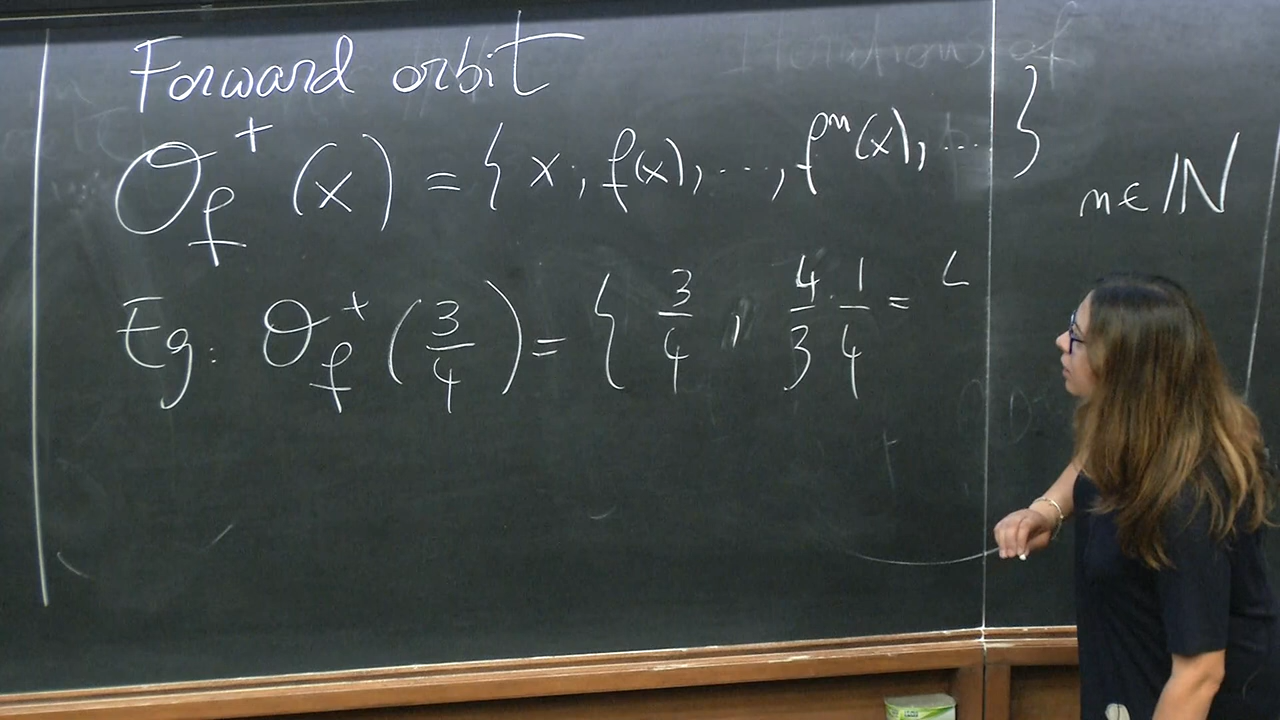 Forward orbit
O_f^+ (x) = { x, f(x), ..., f^n(x), ... } n ∈ ℕ
Eg: O_f^+ (3/4) = { 3/4 , 4/3 · 1/4 =